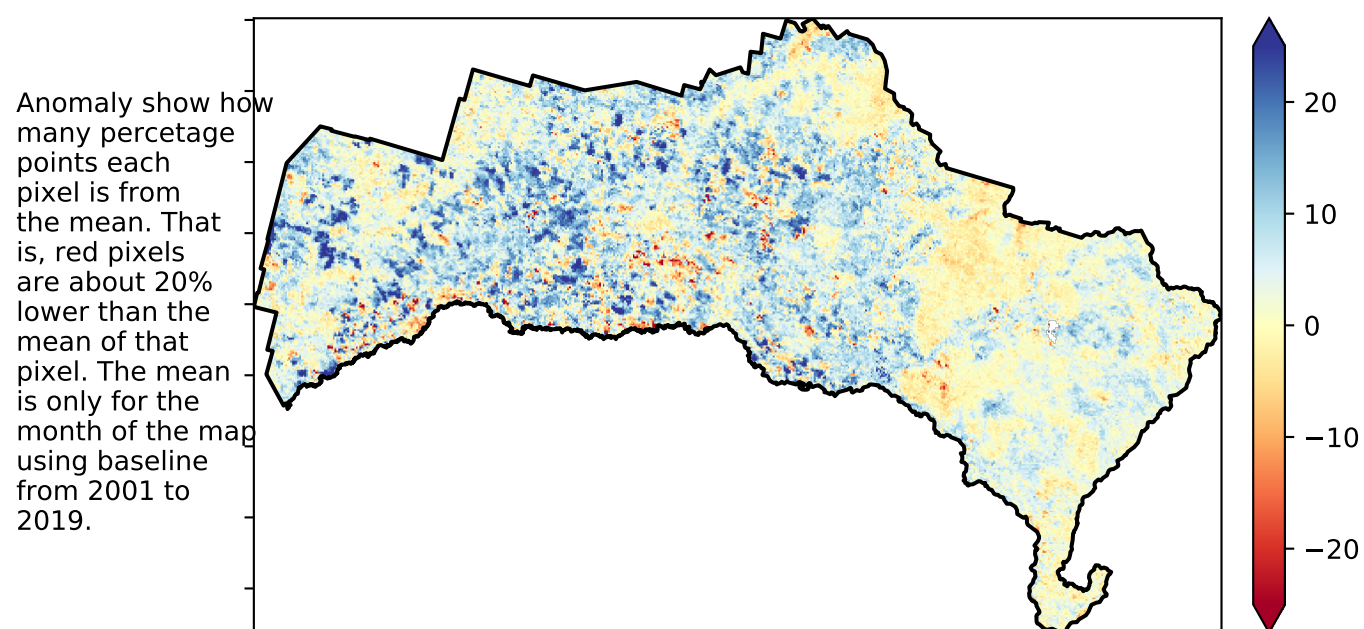 Anomaly show how
many percetage
points each
pixel is from
the mean. That
is, red pixels
are about 20%
lower than the
mean of that
pixel. The mean
is only for the
month of the map
using baseline
from 2001 to
2019.
20
10
0
−10
−20